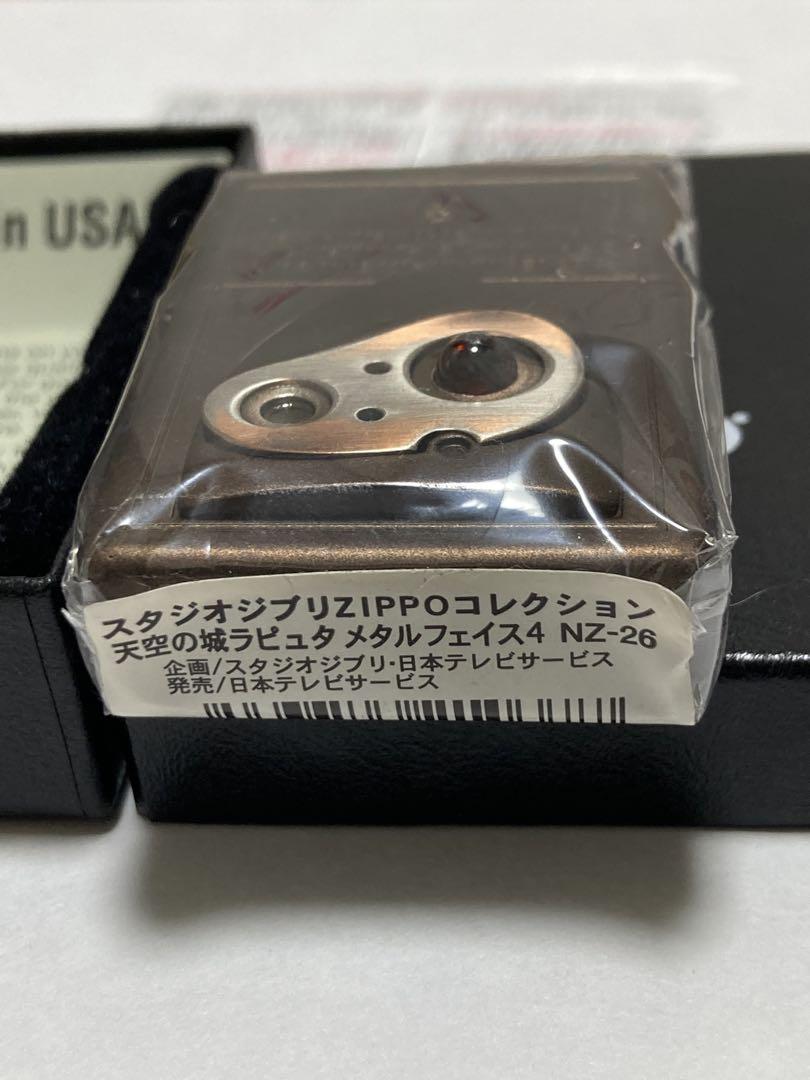 n USA
スタジオジブリZIPPOコレクション
天空の城ラピュタ メタルフェイス4 NZ-26
企画/スタジオジブリ・日本テレビサービス
発売/日本テレビサービス